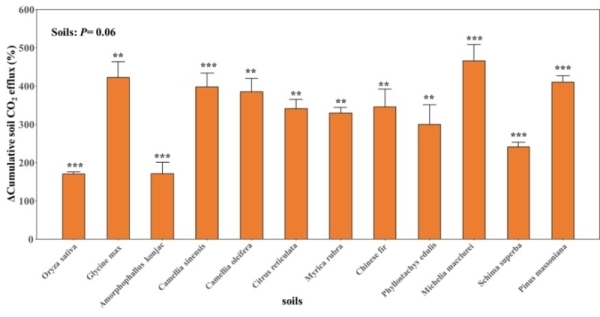 600
500
400
300
200
100
0
ΔCumulative soil CO₂ efflux (%)
Soils: P= 0.06
***
**
***
***
**
**
**
**
**
***
***
***
Oryza sativa
Glycine max
Amorphophallus konjac
Camellia sinensis
Camellia oleifera
Citrus reticulata
Myrica rubra
Chinese fir
Phyllostachys edulis
Michelia macclurei
Schima superba
Pinus massoniana
soils